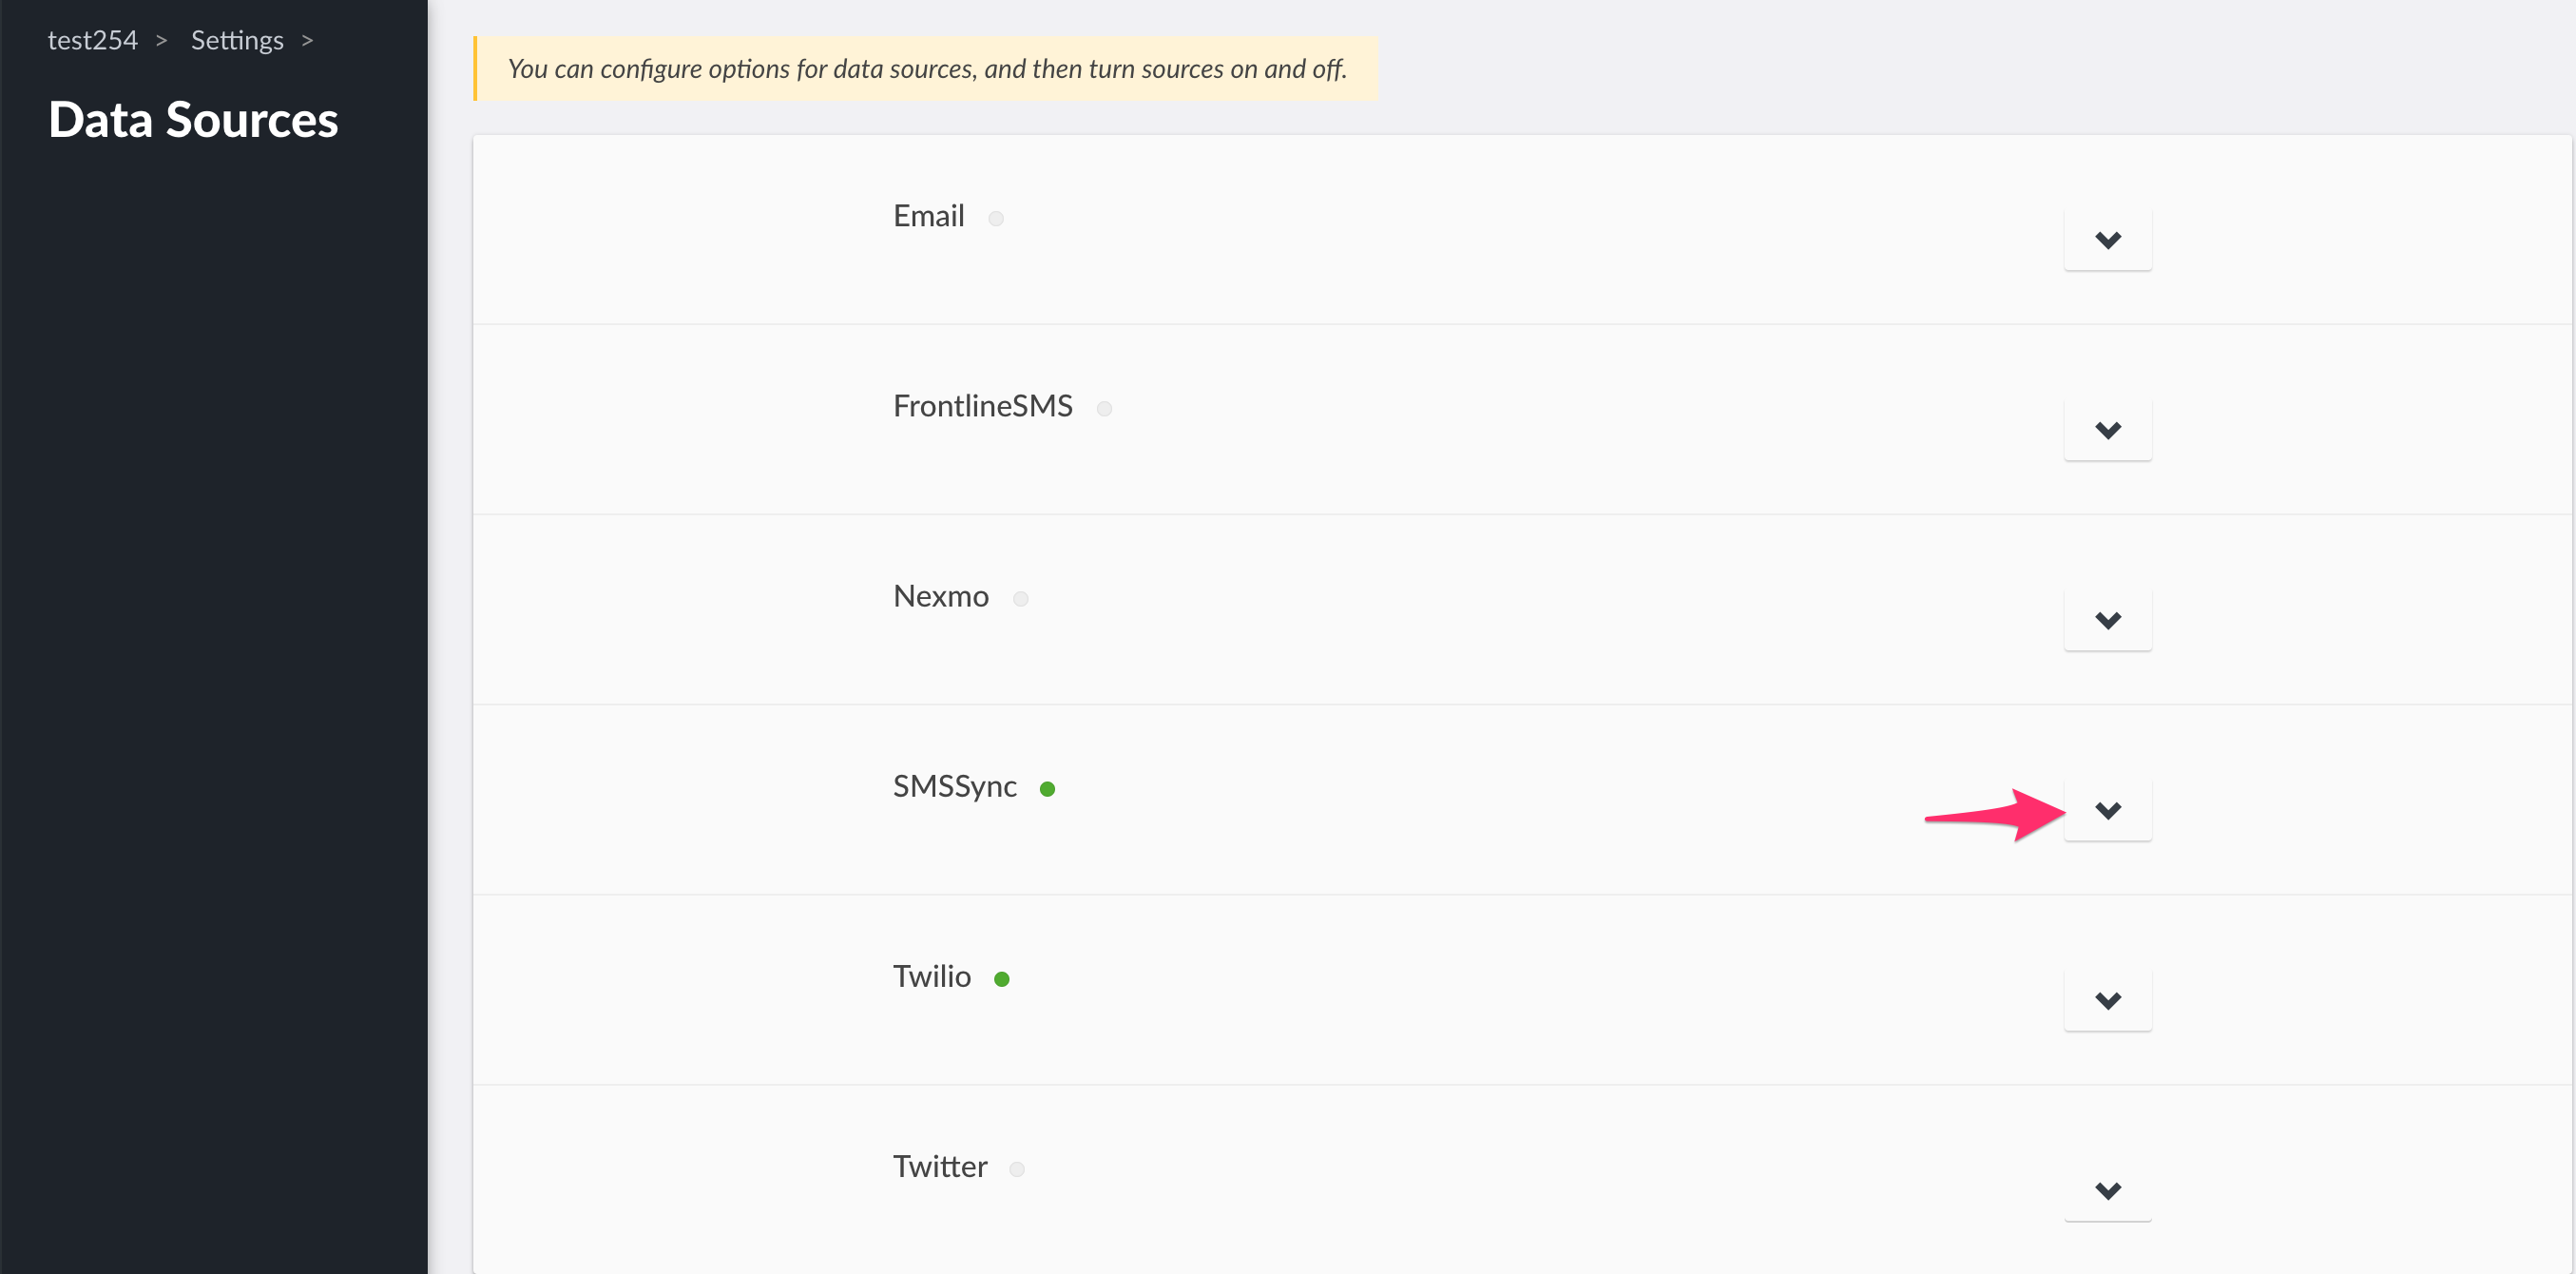 test254 > Settings >
Data Sources
You can configure options for data sources, and then turn sources on and off.
Email
FrontlineSMS
Nexmo
SMSSync
Twilio
Twitter